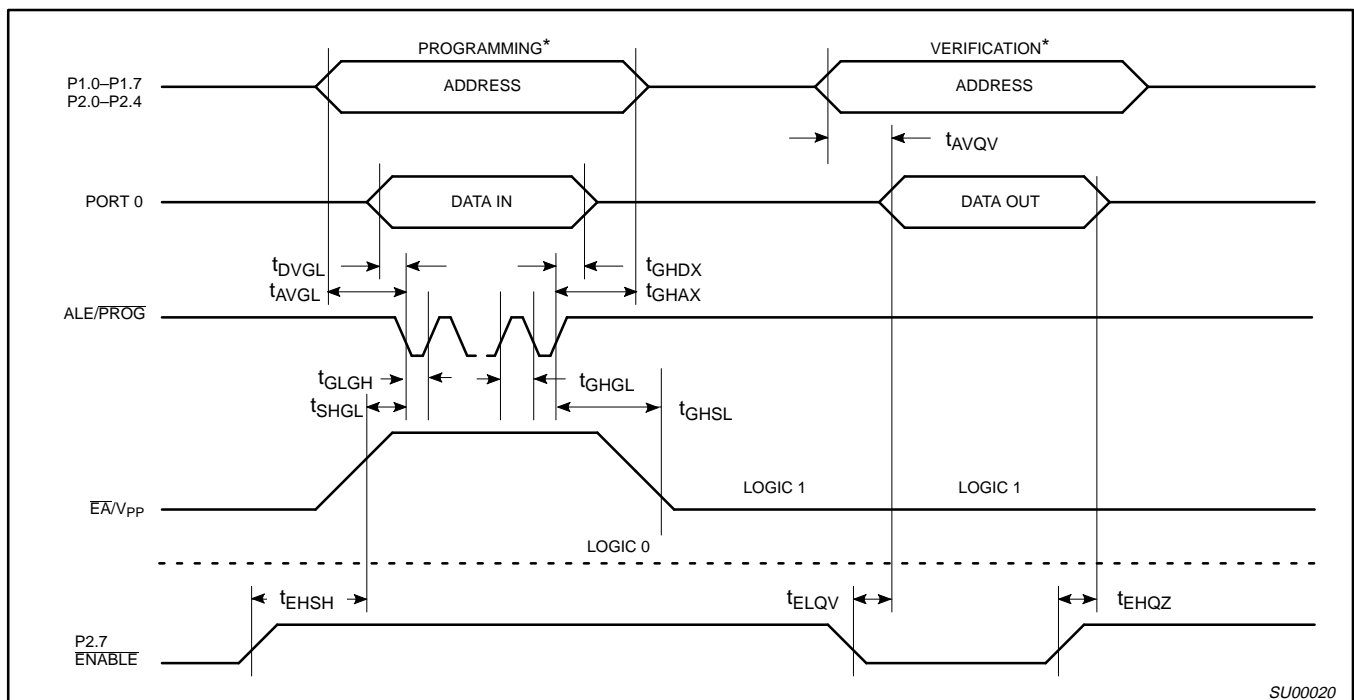 PROGRAMMING*
VERIFICATION*
P1.0–P1.7
P2.0–P2.4
ADDRESS
ADDRESS
tAVQV
PORT 0
DATA IN
DATA OUT
tDVGL
tGHDX
tAVGL
tGHAX
ALE/PROG
tGLGH
tGHGL
tSHGL
tGHSL
LOGIC 1
LOGIC 1
EA/VPP
LOGIC 0
tEHSH
tELQV
tEHQZ
P2.7
ENABLE
SU00020